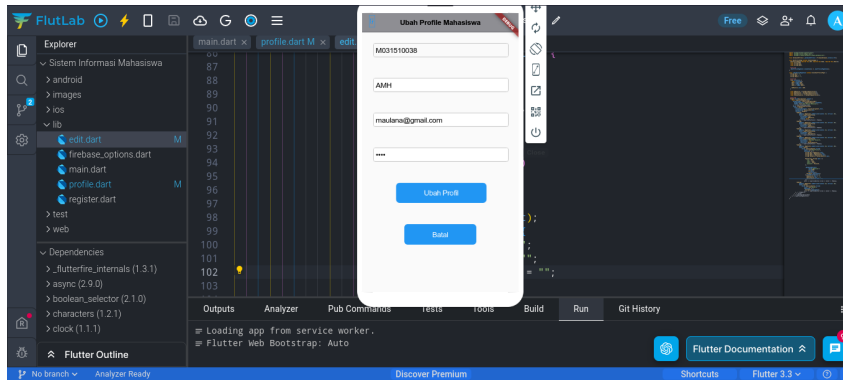 FlutLab
Free
Explorer
Sistem Informasi Mahasiswa
android
images
ios
lib
edit.dart M
firebase_options.dart
main.dart
profile.dart M
register.dart
test
web
Dependencies
_flutterfire_internals (1.3.1)
async (2.9.0)
boolean_selector (2.1.0)
characters (1.2.1)
clock (1.1.1)
Flutter Outline
main.dart × profile.dart M × edit
87
88
89
90
91
92
93
94
95
96
97
98
99
100
101
102
103
);
";
"";
= "";
Ubah Profile Mahasiswa
DEBUG
M031510038
AMH
maulana@gmail.com
••••
Ubah Profil
Batal
Outputs Analyzer Pub Commands Tests Tools Build Run Git History
Loading app from service worker.
Flutter Web Bootstrap: Auto
Flutter Documentation
No branch Analyzer Ready Discover Premium Shortcuts Flutter 3.3